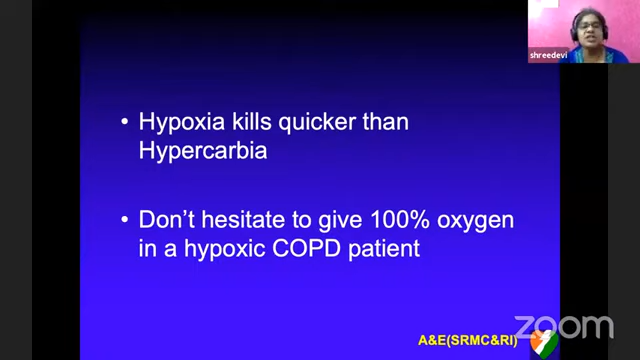 shreedevi
• Hypoxia kills quicker than
Hypercarbia
• Don't hesitate to give 100% oxygen
in a hypoxic COPD patient
A&E(SRMC&RI)
zoom